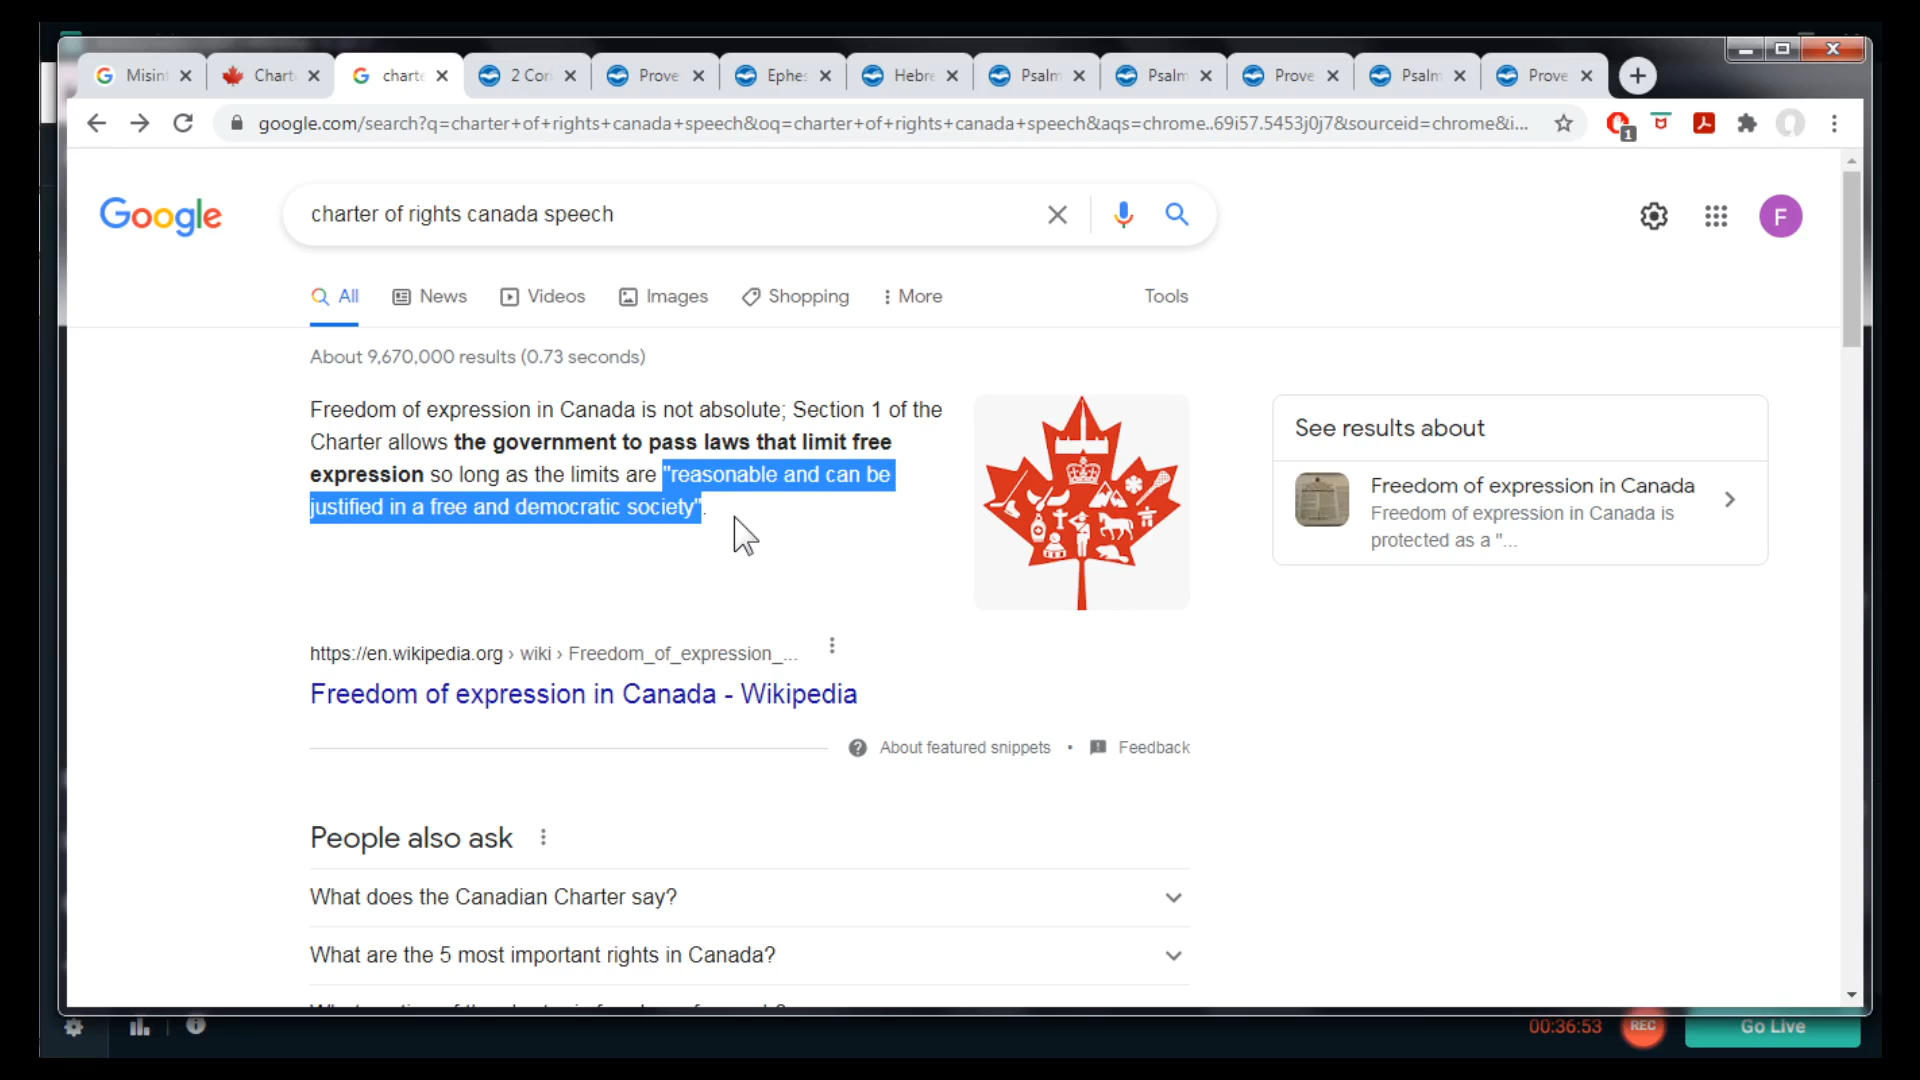 Misin
Chart
charte
2 Cori
Prove
Ephes
Hebre
Psalm
Psalm
Prove
Psalm
Prove
google.com/search?q=charter+of+rights+canada+speech&oq=charter+of+rights+canada+speech&aqs=chrome..69i57.5453j0j7&sourceid=chrome&i...
1
Google
charter of rights canada speech
F
All
News
Videos
Images
Shopping
More
Tools
About 9,670,000 results (0.73 seconds)
Freedom of expression in Canada is not absolute; Section 1 of the
Charter allows the government to pass laws that limit free
expression so long as the limits are "reasonable and can be
justified in a free and democratic society".
See results about
Freedom of expression in Canada
Freedom of expression in Canada is
protected as a "...
https://en.wikipedia.org › wiki › Freedom_of_expression_...
Freedom of expression in Canada - Wikipedia
About featured snippets • Feedback
People also ask
What does the Canadian Charter say?
What are the 5 most important rights in Canada?
00:36:53
REC
Go Live